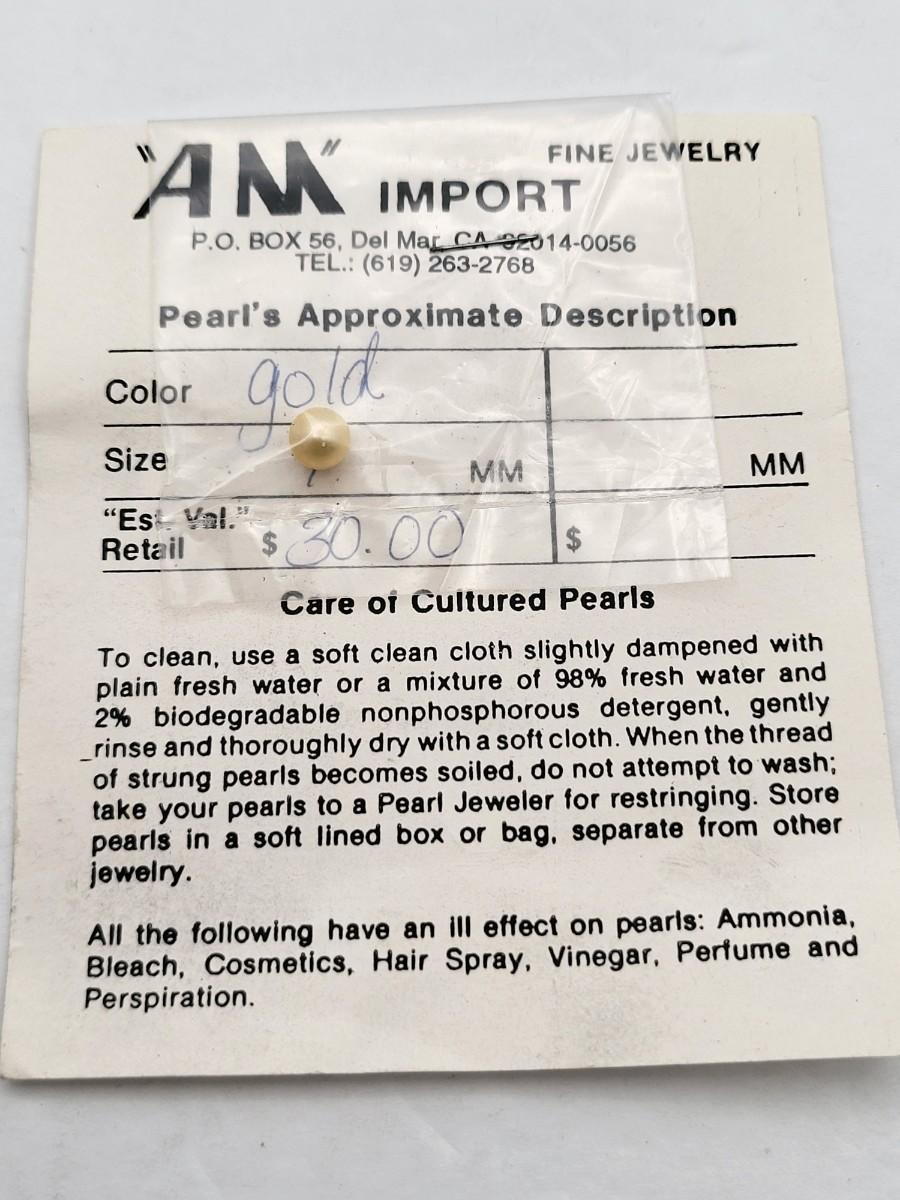 "AM" IMPORT
FINE JEWELRY
P.O. BOX 56, Del Mar, CA 92014-0056
TEL.: (619) 263-2768
Pearl's Approximate Description
Color gold
Size MM MM
"Est. Val."
Retail $ 30.00 $
Care of Cultured Pearls
To clean, use a soft clean cloth slightly dampened with
plain fresh water or a mixture of 98% fresh water and
2% biodegradable nonphosphorous detergent, gently
rinse and thoroughly dry with a soft cloth. When the thread
of strung pearls becomes soiled, do not attempt to wash;
take your pearls to a Pearl Jeweler for restringing. Store
pearls in a soft lined box or bag, separate from other
jewelry.
All the following have an ill effect on pearls: Ammonia,
Bleach, Cosmetics, Hair Spray, Vinegar, Perfume and
Perspiration.